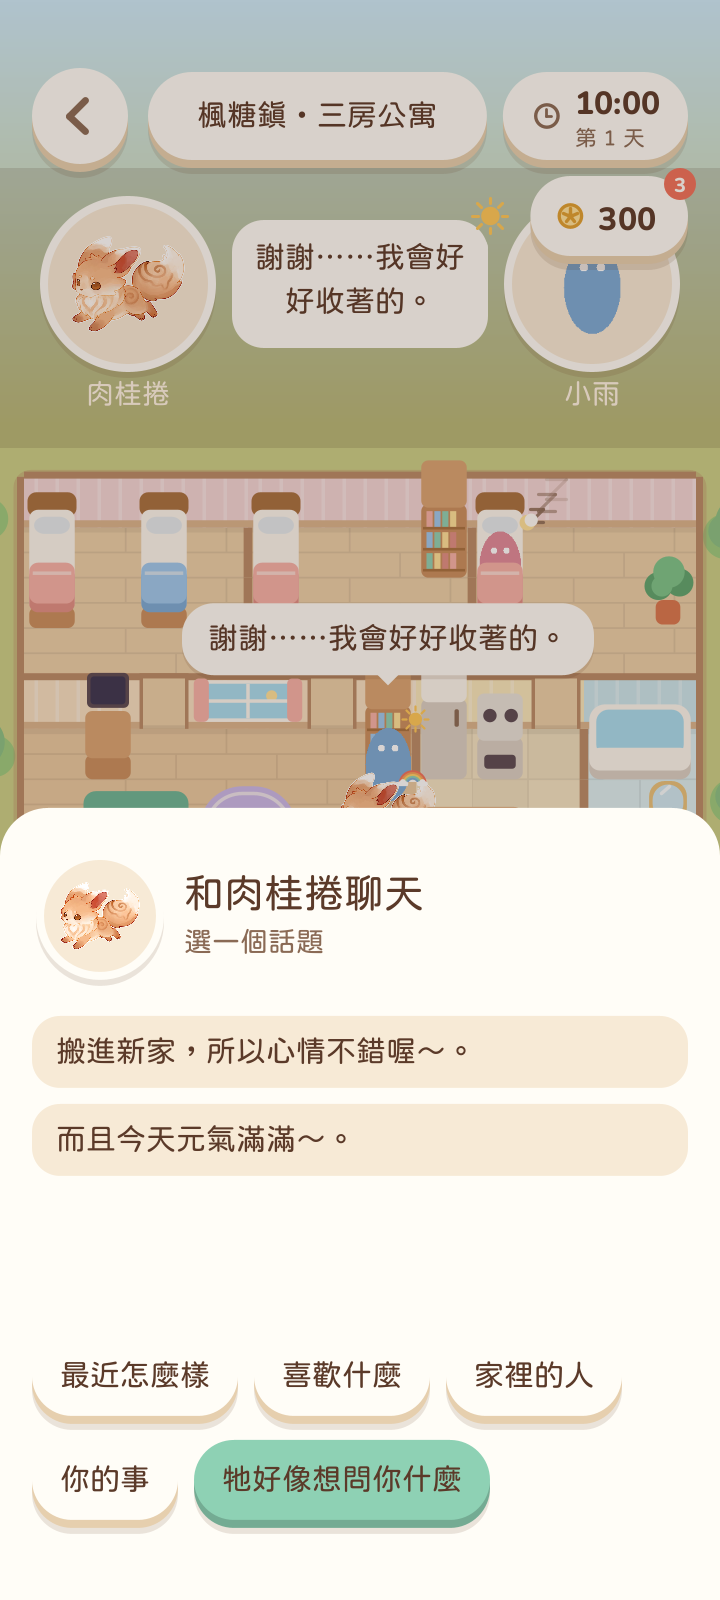 楓糖鎮・三房公寓
10:00
第 1 天
3
300
謝謝⋯⋯我會好
好收著的。
肉桂捲
小雨
謝謝⋯⋯我會好好收著的。
和肉桂捲聊天
選一個話題
搬進新家，所以心情不錯喔～。
而且今天元氣滿滿～。
最近怎麼樣
喜歡什麼
家裡的人
你的事
牠好像想問你什麼